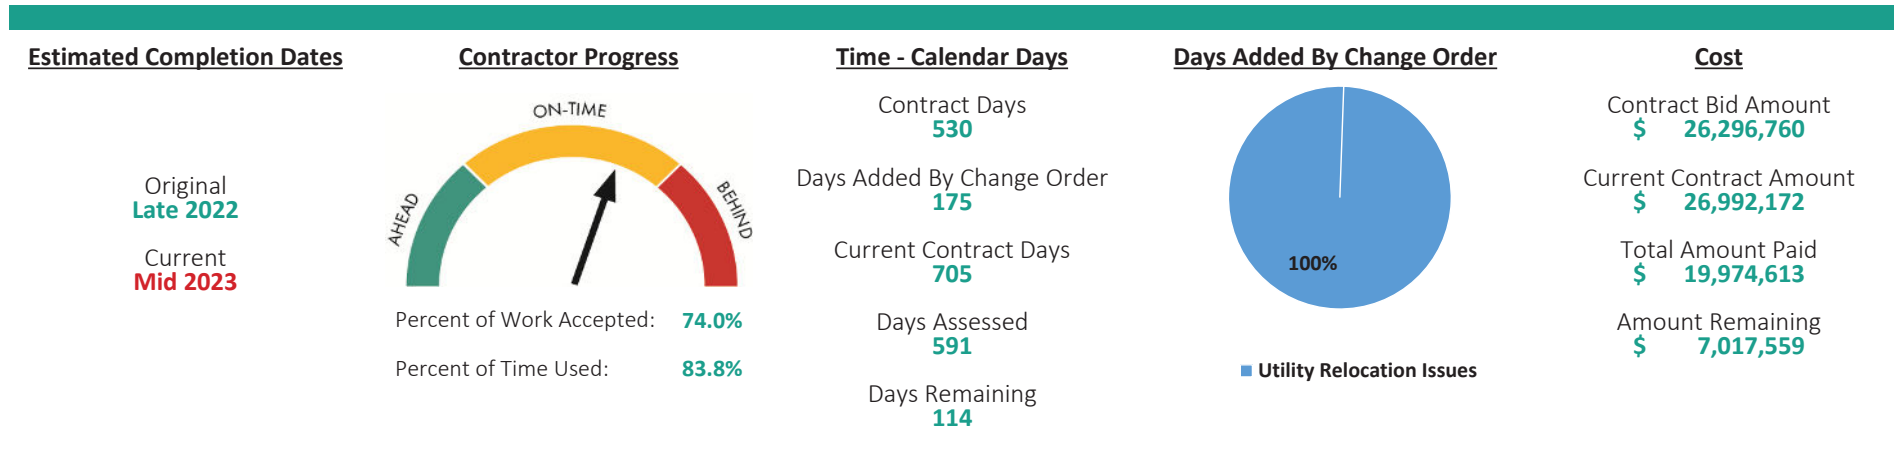 Estimated Completion Dates
Original
Late 2022
Current
Mid 2023
Contractor Progress
AHEAD
ON-TIME
BEHIND
Percent of Work Accepted: 74.0%
Percent of Time Used: 83.8%
Time - Calendar Days
Contract Days
530
Days Added By Change Order
175
Current Contract Days
705
Days Assessed
591
Days Remaining
114
Days Added By Change Order
100%
Utility Relocation Issues
Cost
Contract Bid Amount
$ 26,296,760
Current Contract Amount
$ 26,992,172
Total Amount Paid
$ 19,974,613
Amount Remaining
$ 7,017,559